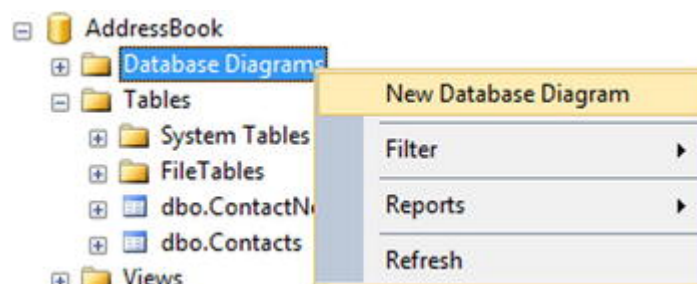 AddressBook
Database Diagrams
New Database Diagram
Tables
System Tables
Filter
FileTables
dbo.ContactN
Reports
dbo.Contacts
Refresh
Views